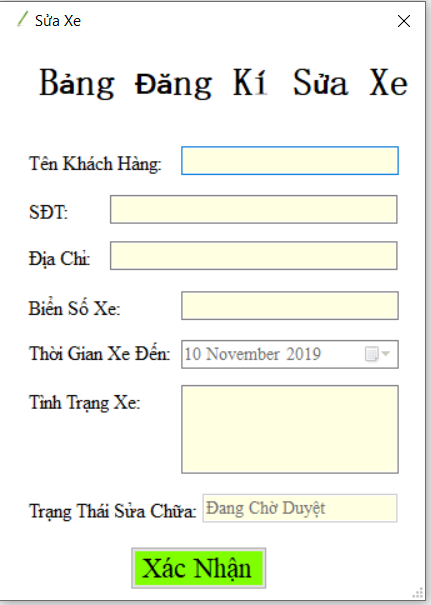 Sửa Xe
Bảng Đăng Kí Sửa Xe
Tên Khách Hàng:
SĐT:
Địa Chỉ:
Biển Số Xe:
Thời Gian Xe Đến: 10 November 2019
Tình Trạng Xe:
Trạng Thái Sửa Chữa: Đang Chờ Duyệt
Xác Nhận